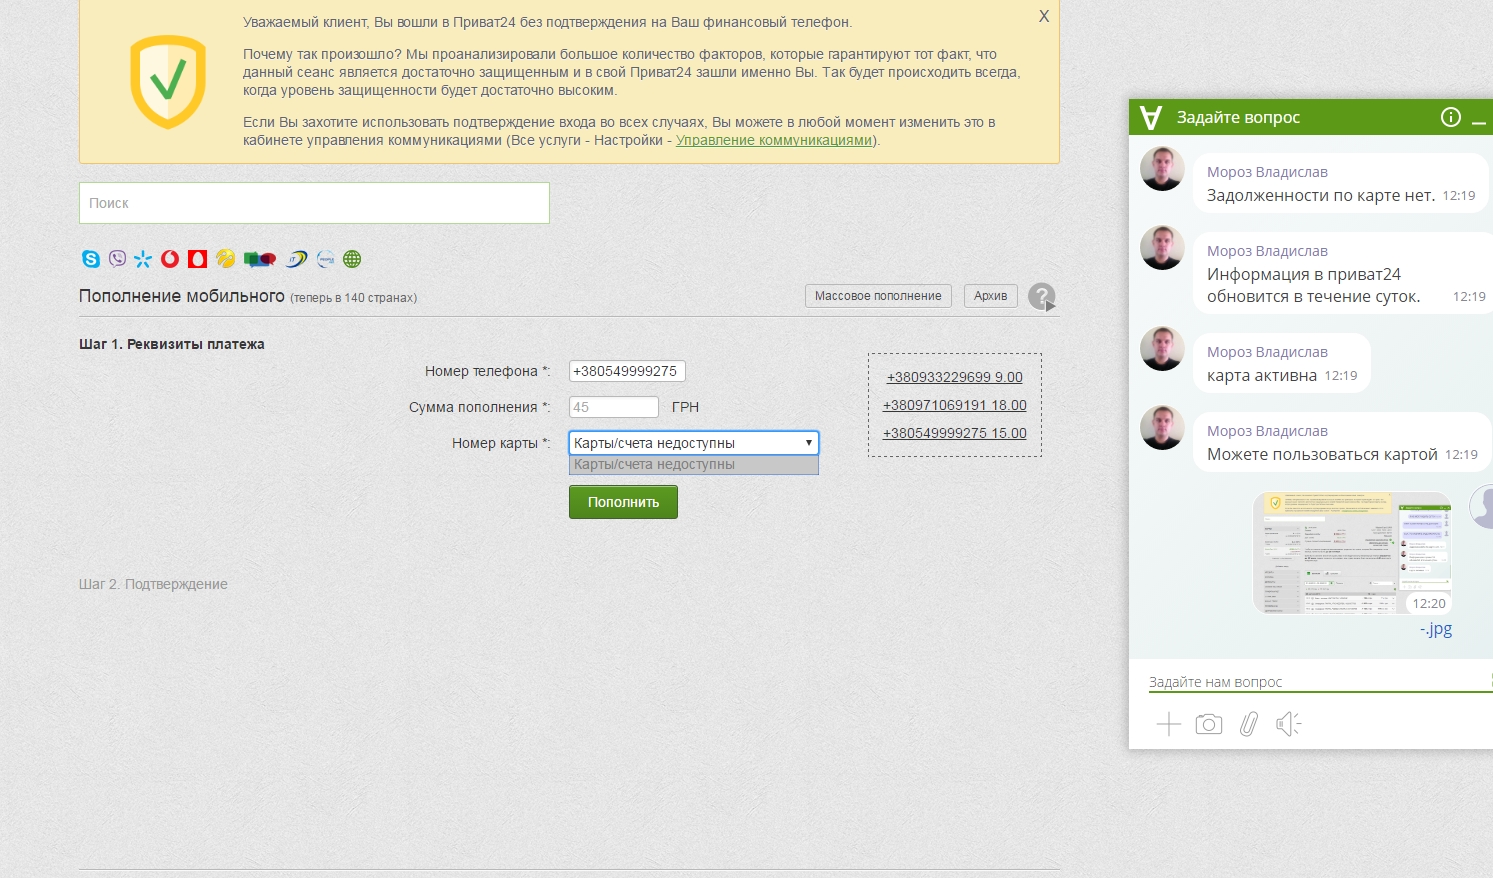 Уважаемый клиент, Вы вошли в Приват24 без подтверждения на Ваш финансовый телефон.
X
Почему так произошло? Мы проанализировали большое количество факторов, которые гарантируют тот факт, что
данный сеанс является достаточно защищенным и в свой Приват24 зашли именно Вы. Так будет происходить всегда,
когда уровень защищенности будет достаточно высоким.
Если Вы захотите использовать подтверждение входа во всех случаях, Вы можете в любой момент изменить это в
кабинете управления коммуникациями (Все услуги - Настройки - Управление коммуникациями).
Поиск
Пополнение мобильного (теперь в 140 странах)
Массовое пополнение
Архив
?
Шаг 1. Реквизиты платежа
Номер телефона *:
+380549999275
Сумма пополнения *:
45
ГРН
Номер карты *:
Карты/счета недоступны
Карты/счета недоступны
Пополнить
+380933229699 9.00
+380971069191 18.00
+380549999275 15.00
Шаг 2. Подтверждение
Задайте вопрос
Мороз Владислав
Задолженности по карте нет. 12:19
Мороз Владислав
Информация в приват24
обновится в течение суток. 12:19
Мороз Владислав
карта активна 12:19
Мороз Владислав
Можете пользоваться картой 12:19
12:20
-.jpg
Задайте нам вопрос